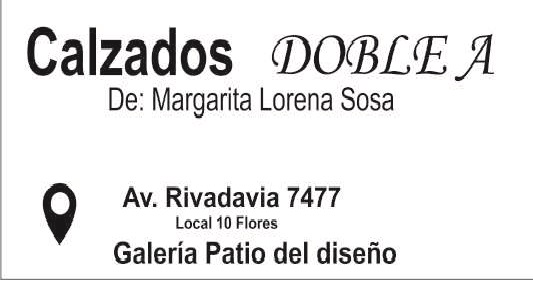 Calzados DOBLE A
De: Margarita Lorena Sosa
Av. Rivadavia 7477
Local 10 Flores
Galería Patio del diseño